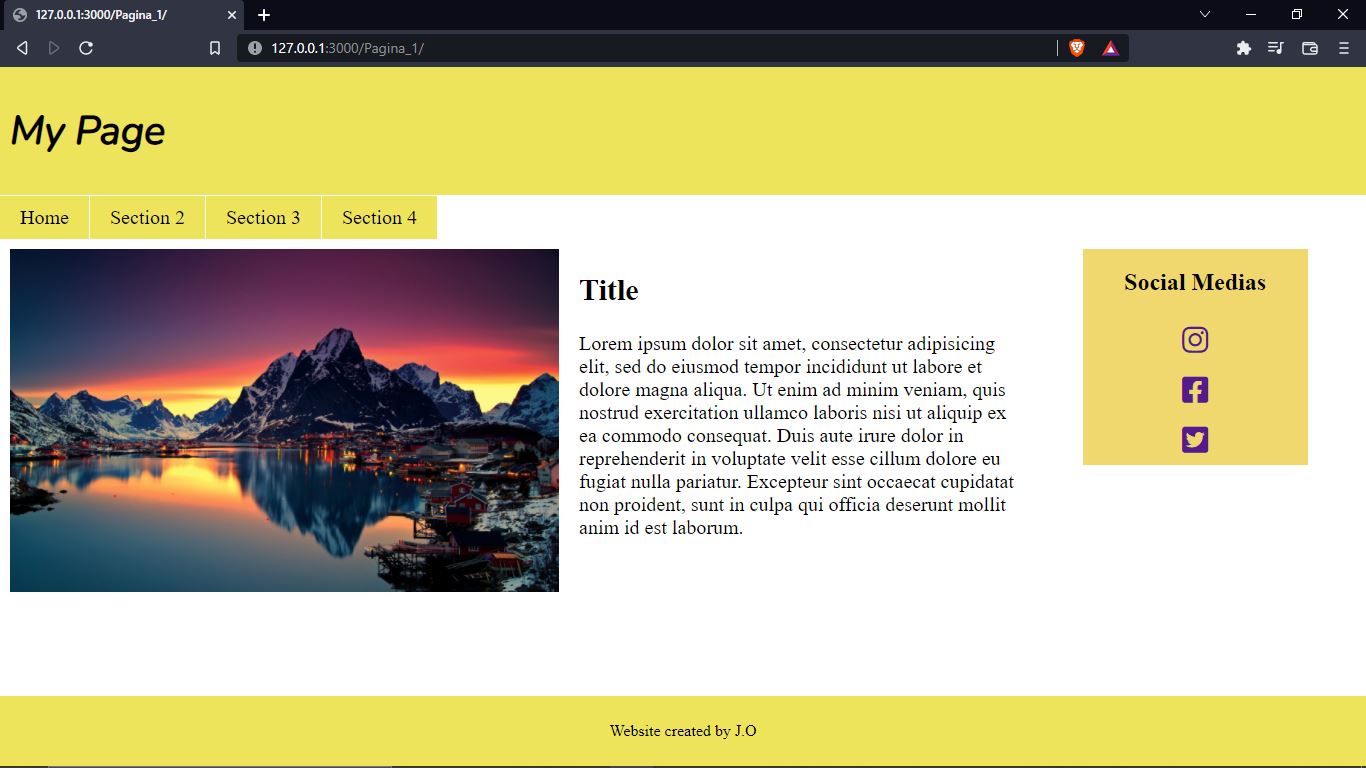 127.0.0.1:3000/Pagina_1/
127.0.0.1:3000/Pagina_1/
My Page
Home Section 2 Section 3 Section 4
Title
Lorem ipsum dolor sit amet, consectetur adipisicing
elit, sed do eiusmod tempor incididunt ut labore et
dolore magna aliqua. Ut enim ad minim veniam, quis
nostrud exercitation ullamco laboris nisi ut aliquip ex
ea commodo consequat. Duis aute irure dolor in
reprehenderit in voluptate velit esse cillum dolore eu
fugiat nulla pariatur. Excepteur sint occaecat cupidatat
non proident, sunt in culpa qui officia deserunt mollit
anim id est laborum.
Social Medias
Website created by J.O